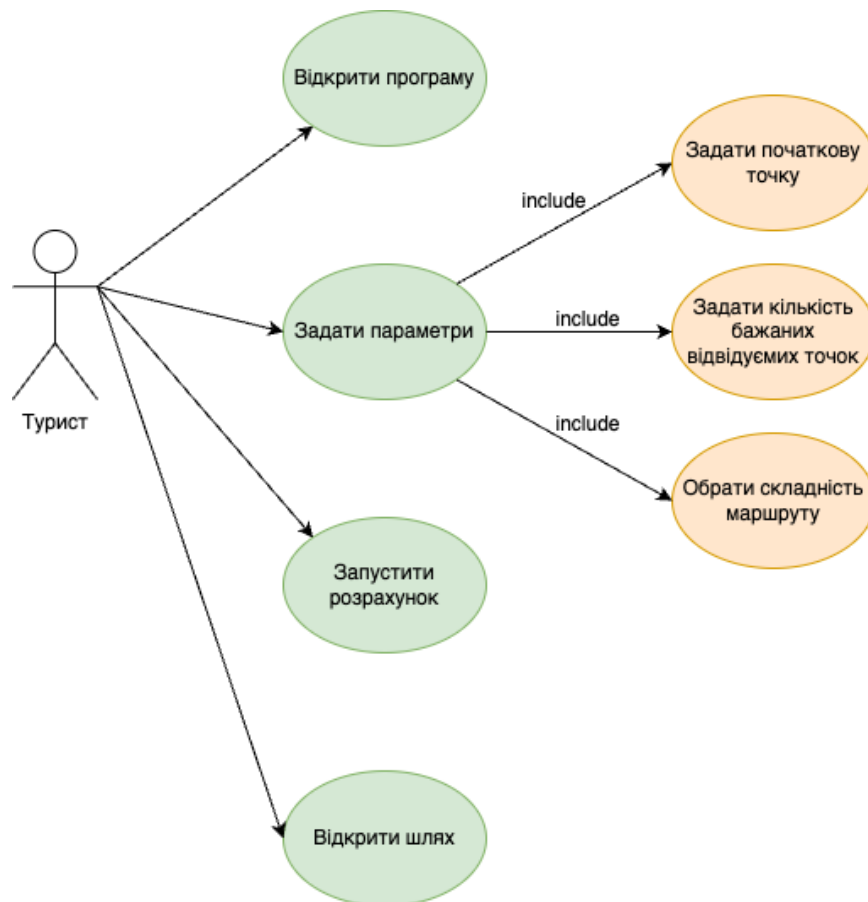 Відкрити програму
Задати початкову
точку
include
Задати параметри
include
Задати кількість
бажаних
відвідуємих точок
Турист
include
Обрати складність
маршруту
Запустити
розрахунок
Відкрити шлях